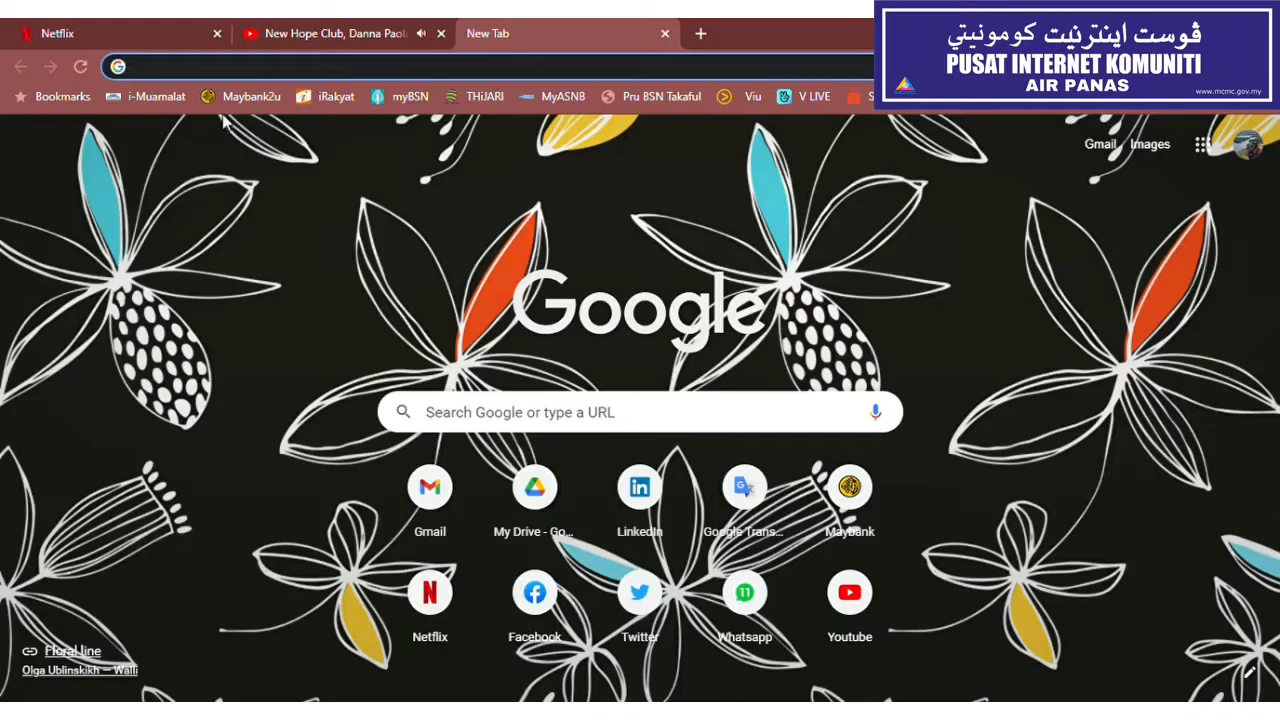 Netflix
New Hope Club, Danna Paol
New Tab
ڤوست اينترنيت كومونيتي
PUSAT INTERNET KOMUNITI
AIR PANAS
www.mcmc.gov.my
MCMC
Bookmarks
i-Muamalat
Maybank2u
iRakyat
myBSN
THiJARI
MyASNB
Pru BSN Takaful
Viu
V LIVE
S
Gmail
Images
Google
Search Google or type a URL
Gmail
My Drive - Go...
LinkedIn
Google Trans...
Maybank
Netflix
Facebook
Twitter
11
Whatsapp
Youtube
Floral line
Olga Ublinskikh — Walli